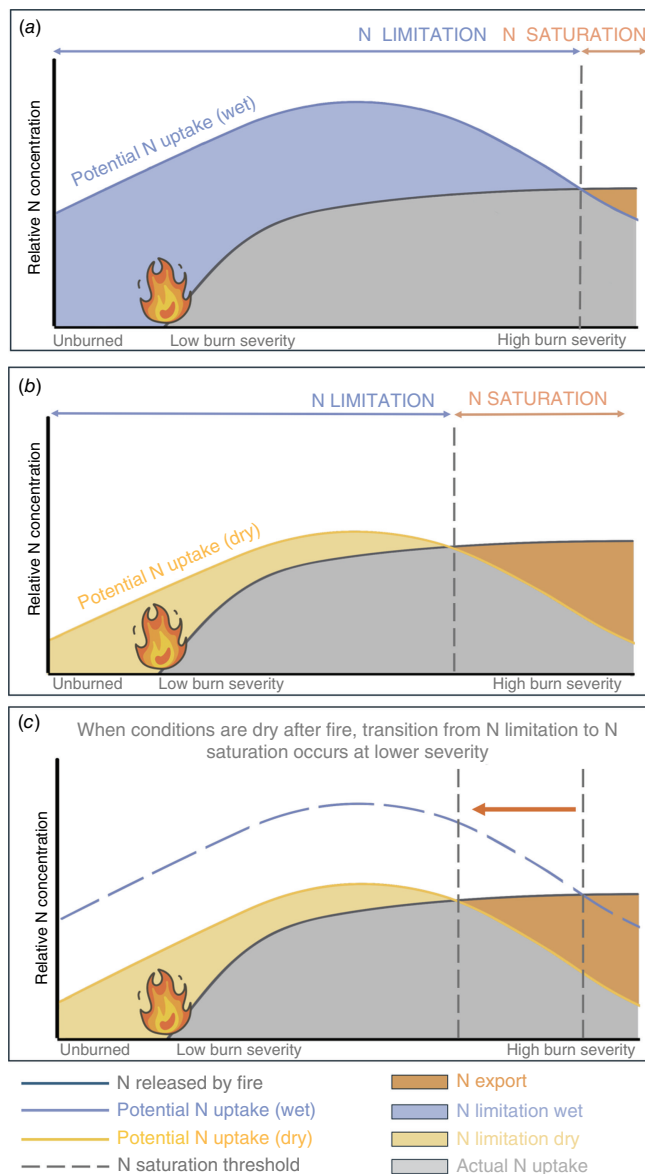 (a)
N LIMITATION N SATURATION
Relative N concentration
Potential N uptake (wet)
Unburned Low burn severity High burn severity
(b)
N LIMITATION N SATURATION
Relative N concentration
Potential N uptake (dry)
Unburned Low burn severity High burn severity
(c)
When conditions are dry after fire, transition from N limitation to N
saturation occurs at lower severity
Relative N concentration
Unburned Low burn severity High burn severity
N released by fire N export
Potential N uptake (wet) N limitation wet
Potential N uptake (dry) N limitation dry
N saturation threshold Actual N uptake